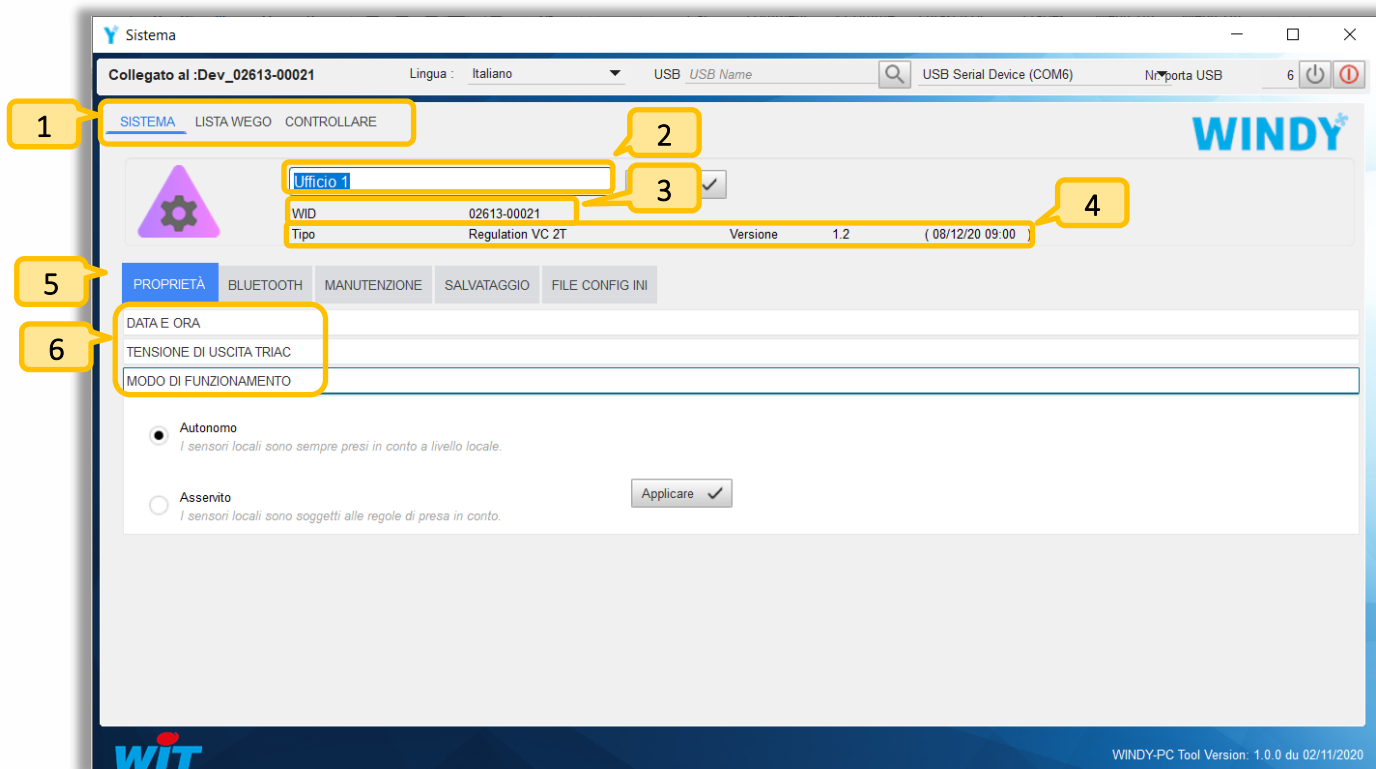 Sistema
Collegato al :Dev_02613-00021 Lingua : Italiano USB USB Name USB Serial Device (COM6) Nr. porta USB 6
1
SISTEMA LISTA WEGO CONTROLLARE
WINDY
2
Ufficio 1
3
WID 02613-00021
4
Tipo Regulation VC 2T Versione 1.2 ( 08/12/20 09:00 )
5
PROPRIETÀ BLUETOOTH MANUTENZIONE SALVATAGGIO FILE CONFIG INI
6
DATA E ORA
TENSIONE DI USCITA TRIAC
MODO DI FUNZIONAMENTO
Autonomo
I sensori locali sono sempre presi in conto a livello locale.
Applicare
Asservito
I sensori locali sono soggetti alle regole di presa in conto.
WIT
WINDY-PC Tool Version: 1.0.0 du 02/11/2020